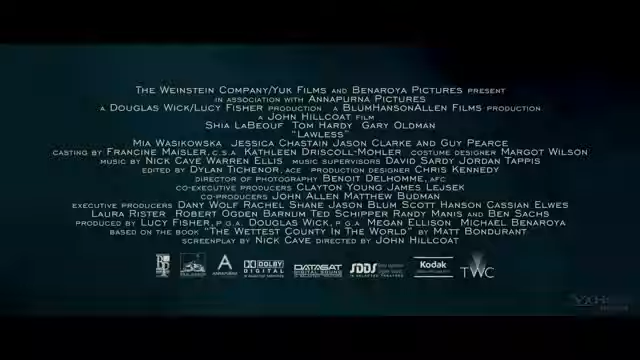 The Weinstein Company/Yuk Films and Benaroya Pictures present
in association with Annapurna Pictures
a Douglas Wick/Lucy Fisher production a BlumHansonAllen Films production
a John Hillcoat film
Shia LaBeouf Tom Hardy Gary Oldman
"Lawless"
Mia Wasikowska Jessica Chastain Jason Clarke and Guy Pearce
casting by Francine Maisler, c.s.a. Kathleen Driscoll-Mohler costume designer Margot Wilson
music by Nick Cave Warren Ellis music supervisors David Sardy Jordan Tappis
edited by Dylan Tichenor, ace production designer Chris Kennedy
director of photography Benoît Delhomme, afc
co-executive producers Clayton Young James Lejsek
co-producers John Allen Matthew Budman
executive producers Dany Wolf Rachel Shane Jason Blum Scott Hanson Cassian Elwes
Laura Rister Robert Ogden Barnum Ted Schipper Randy Manis and Ben Sachs
produced by Lucy Fisher, p.g.a. Douglas Wick, p.g.a. Megan Ellison Michael Benaroya
based on the book "The Wettest County In The World" by Matt Bondurant
screenplay by Nick Cave directed by John Hillcoat
A DOLBY DIGITAL DATASAT DIGITAL SOUND SDDS Kodak TWC